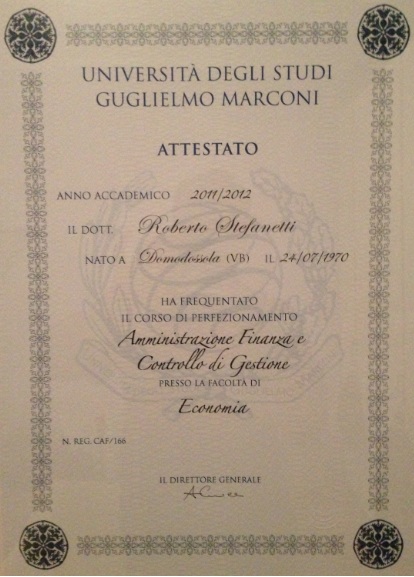 UNIVERSITÀ DEGLI STUDI
GUGLIELMO MARCONI
ATTESTATO
ANNO ACCADEMICO 2011/2012
IL DOTT. Roberto Stefanetti
NATO A Domodossola (VB) IL 24/07/1970
HA FREQUENTATO
IL CORSO DI PERFEZIONAMENTO
Amministrazione Finanza e
Controllo di Gestione
PRESSO LA FACOLTÀ DI
Economia
N. REG. CAF/166
IL DIRETTORE GENERALE